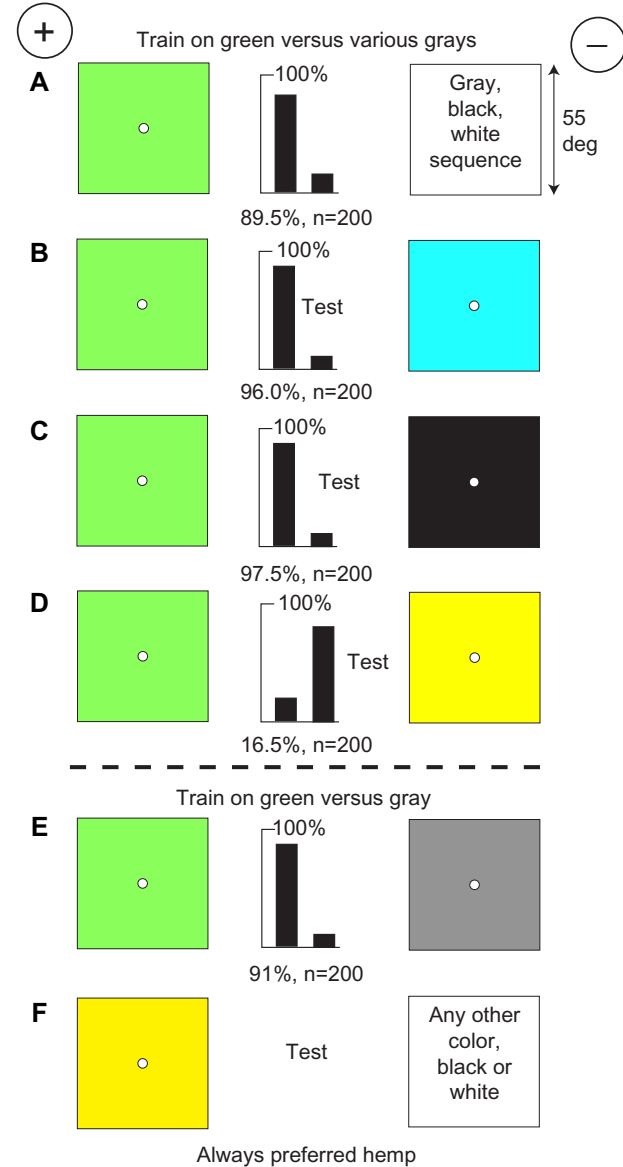 +
−
Train on green versus various grays
A
100%
Gray,
black,
white
sequence
55
deg
89.5%, n=200
B
100%
Test
96.0%, n=200
C
100%
Test
97.5%, n=200
D
100%
Test
16.5%, n=200
Train on green versus gray
E
100%
91%, n=200
F
Test
Any other
color,
black or
white
Always preferred hemp